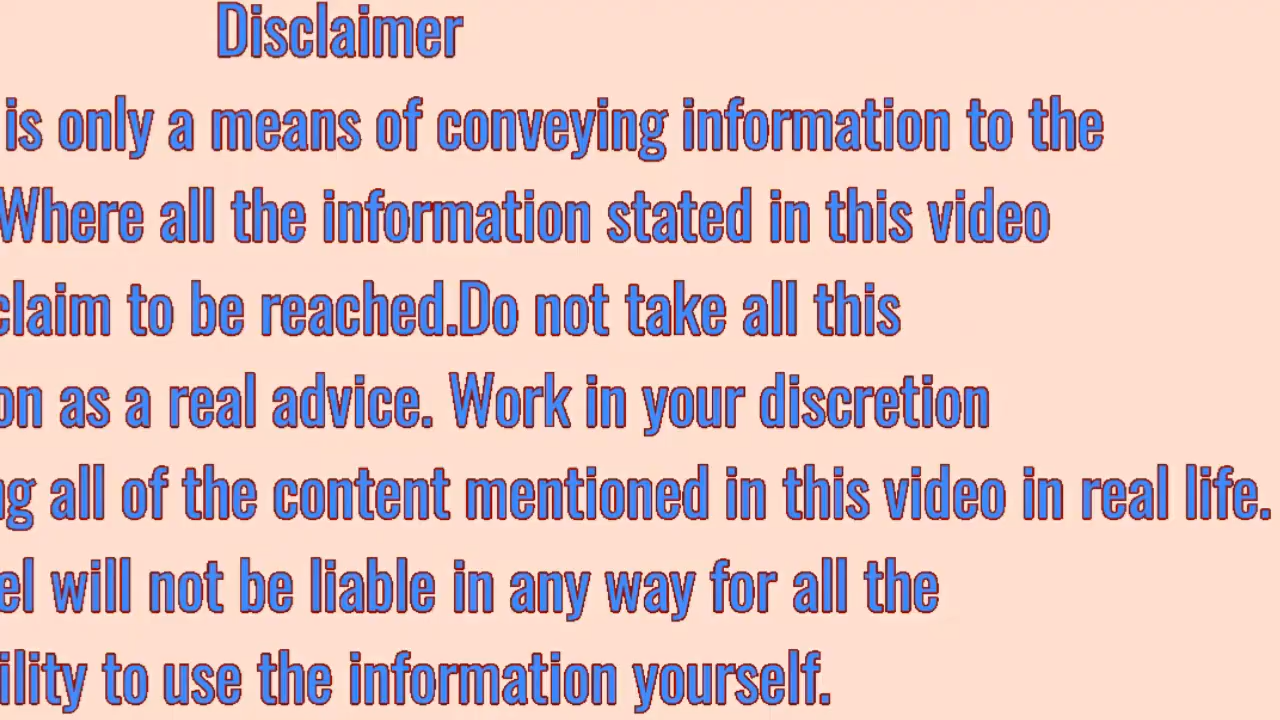 Disclaimer
is only a means of conveying information to the
Where all the information stated in this video
claim to be reached.Do not take all this
on as a real advice. Work in your discretion
ng all of the content mentioned in this video in real life.
el will not be liable in any way for all the
ility to use the information yourself.